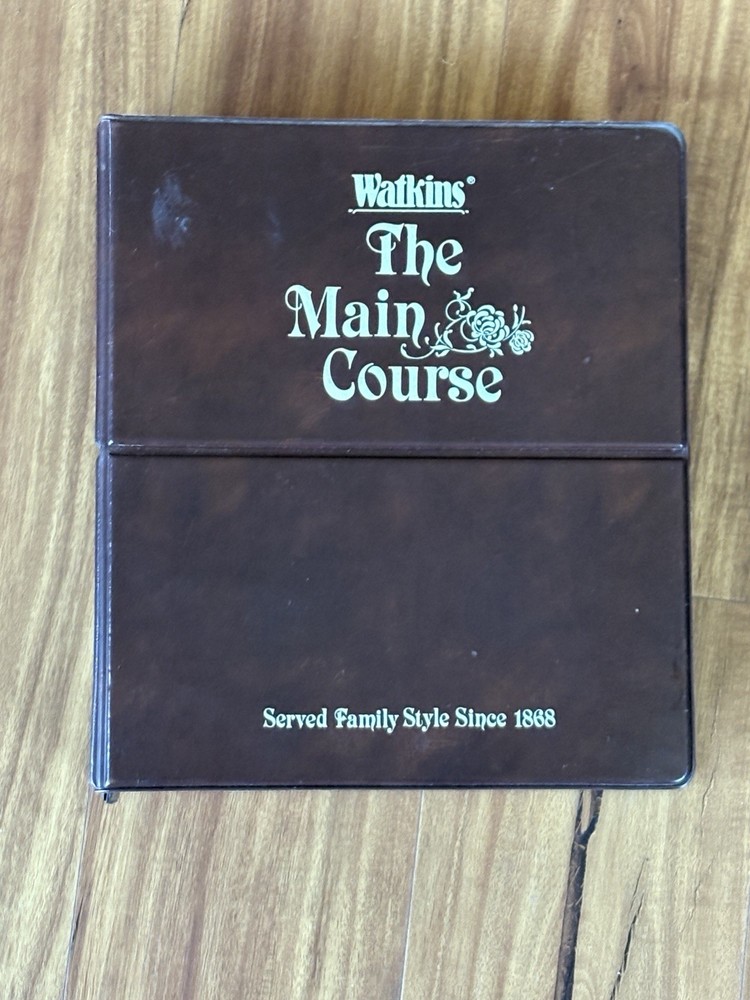 Watkins®
The
Main
Course
Served Family Style Since 1868